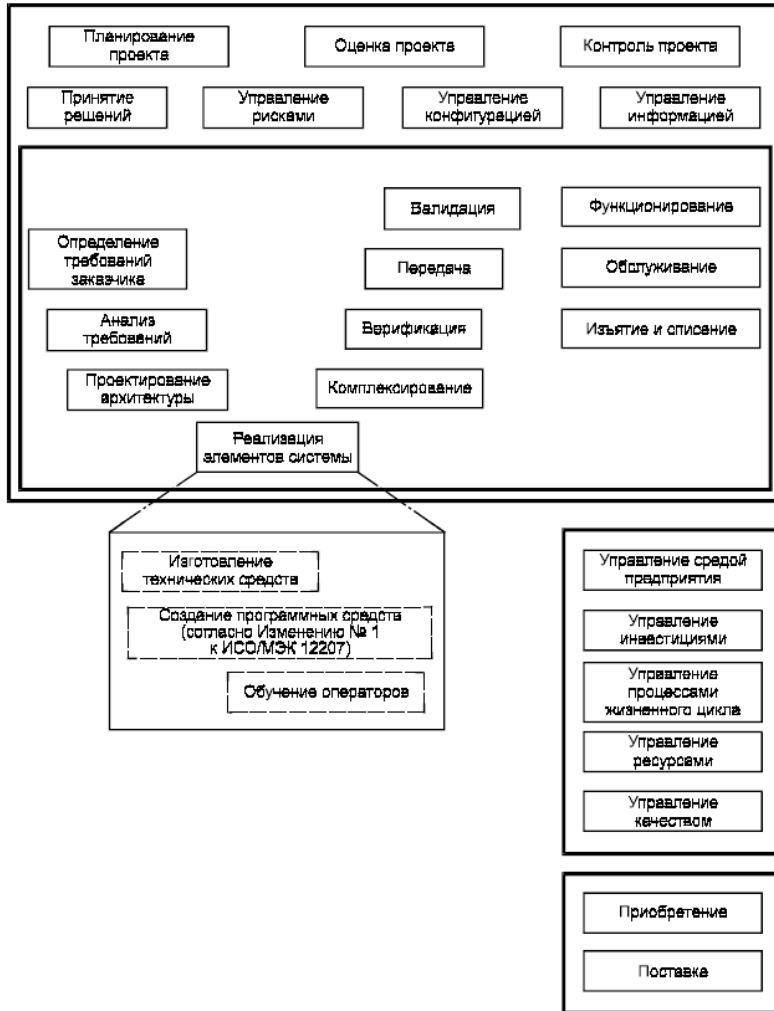 Планирование
проекта
Оценка проекта
Контроль проекта
Принятие
решений
Упрвавление
рисками
Управление
конфигурацией
Управление
информацией
Валидация
Функционирование
Определение
требований
заказчика
Передача
Обслуживание
Анализ
требований
Верификация
Изъятие и списание
Проектирование
архитектуры
Комплексирование
Реализация
элементов системы
Изготовление
технических средств
Создание программных средств
(согласно Изменению № 1
к ИСО/МЭК 12207)
Обучение операторов
Управление средой
предприятия
Управление
инвестициями
Управление
процессами
жизненного цикла
Управление
ресурсами
Управление
качеством
Приобретение
Поставка